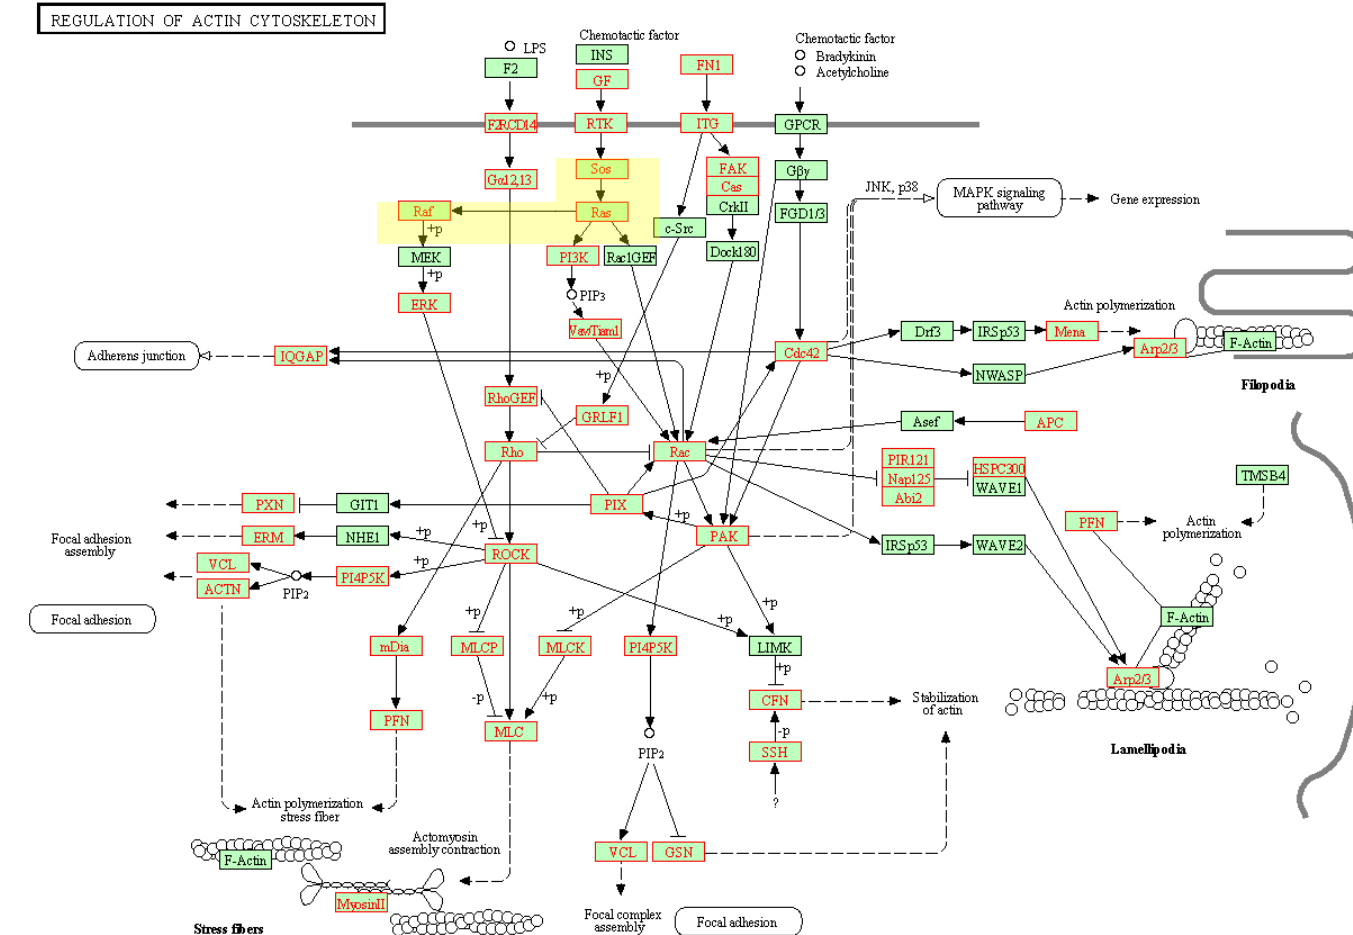 REGULATION OF ACTIN CYTOSKELETON
LPS
F2
Chemotactic factor
INS
GF
FN1
Chemotactic factor
Bradykinin
Acetylcholine
F2RCD14
RTK
ITG
GPCR
Gα12,13
Sos
FAK
Cas
CrkII
Gβγ
JNK, p38
MAPK signaling
pathway
Gene expression
Raf
Ras
c-Src
FGD1/3
+p
MEK
PI3K
Rac1GEF
Dock180
+p
ERK
PIP3
Actin polymerization
Vav/Tiam1
Drf3
IRSp53
Mena
Arp2/3
F-Actin
Adherens junction
IQGAP
Cdc42
NWASP
Filopodia
+p
RhoGEF
GRLF1
Asef
APC
Rho
Rac
PIR121
Nap125
Abi2
HSPC300
WAVE1
TMSB4
PXN
GIT1
PIX
PFN
Actin
polymerization
Focal adhesion
assembly
ERM
NHE1
+p
+p
+p
PAK
IRSp53
WAVE2
ROCK
VCL
ACTN
PIP2
PI4P5K
+p
Focal adhesion
+p
+p
+p
+p
F-Actin
mDia
MLCP
MLCK
PI4P5K
LIMK
+p
Arp2/3
-p
+p
CFN
Stabilization
of actin
PFN
MLC
-p
SSH
PIP2
?
Lamellipodia
Actin polymerization
stress fiber
Actomyosin
assembly contraction
F-Actin
VCL
GSN
MyosinII
Stress fibers
Focal complex
assembly
Focal adhesion